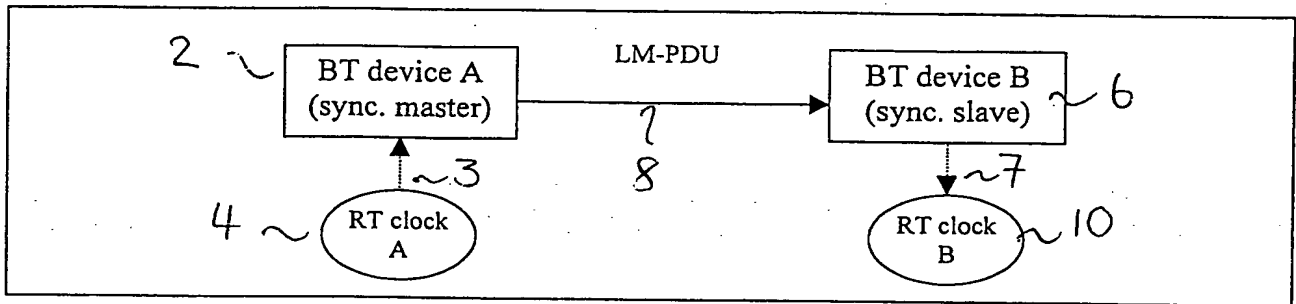 2
BT device A
(sync. master)
LM-PDU
BT device B
(sync. slave)
6
3
8
7
4
RT clock
A
RT clock
B
10